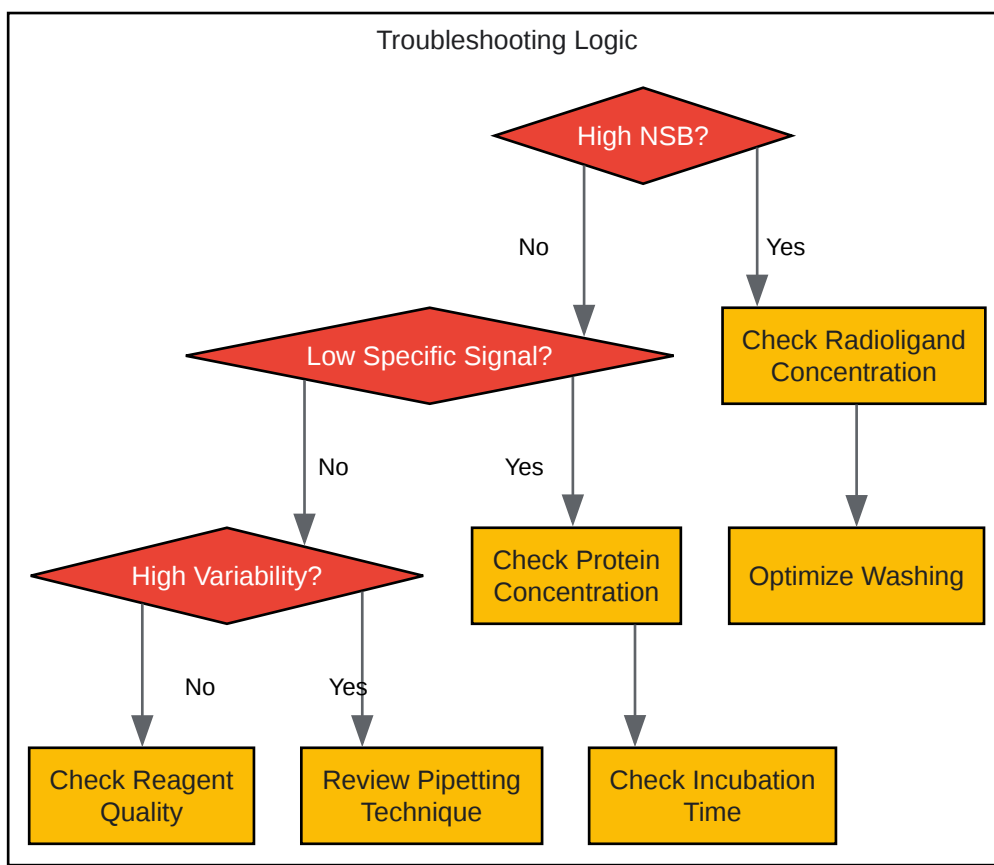 Troubleshooting Logic
High NSB?
No
Yes
Low Specific Signal?
Check Radioligand
Concentration
No
Yes
High Variability?
Check Protein
Concentration
Optimize Washing
No
Yes
Check Reagent
Quality
Review Pipetting
Technique
Check Incubation
Time